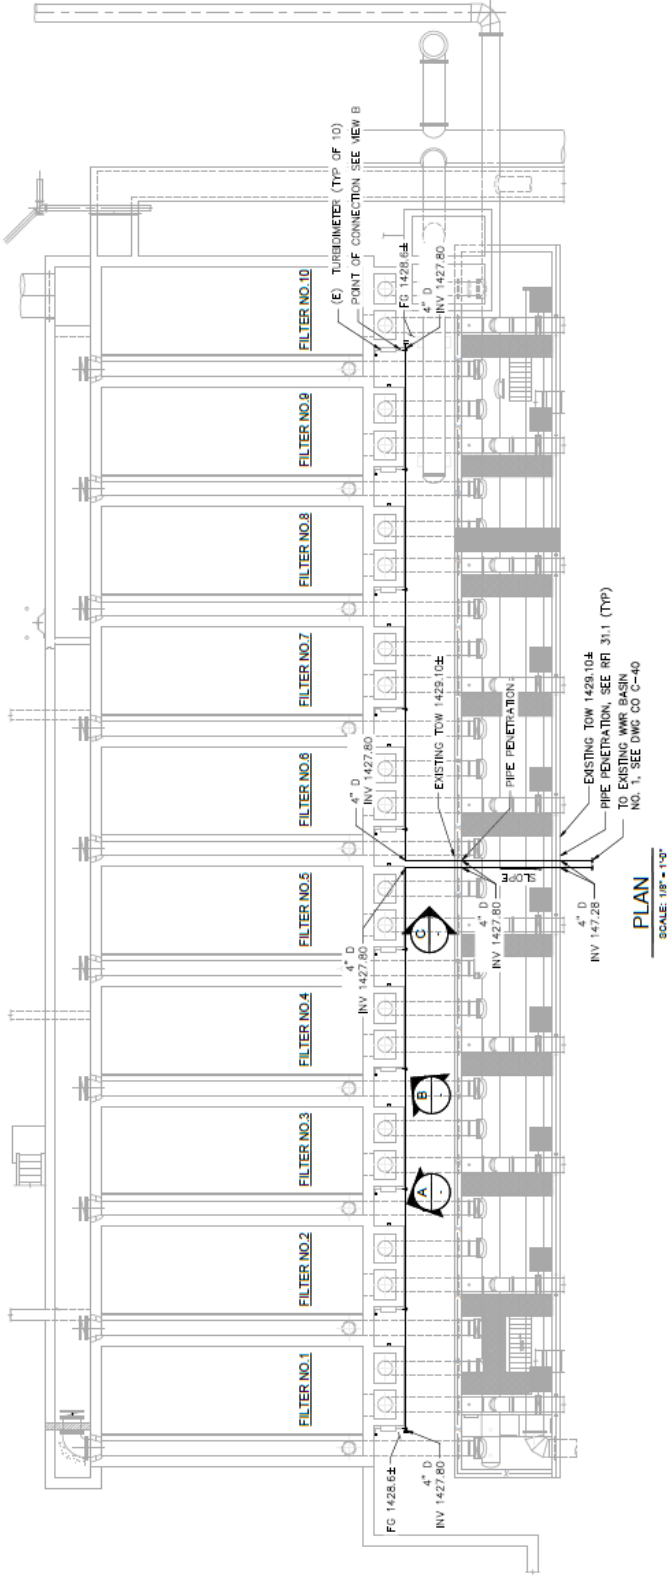 (E) TURBIDIMETER (TYP OF 10)
POINT OF CONNECTION SEE VIEW B
FG 1428.6±
4" D
INV 1427.80
FILTER NO.10
FILTER NO.9
FILTER NO.8
FILTER NO.7
FILTER NO.6
FILTER NO.5
FILTER NO.4
FILTER NO.3
FILTER NO.2
FILTER NO.1
4" D
INV 1427.80
EXISTING TOW 1429.10±
PIPE PENETRATION
EXISTING TOW 1429.10±
PIPE PENETRATION, SEE RFI 31.1 (TYP)
TO EXISTING WWR BASIN
NO. 1, SEE DWG CO C-40
SLOPE
4" D
INV 1427.80
4" D
INV 1427.80
4" D
INV 147.28
C
-
B
-
A
-
FG 1428.6±
4" D
INV 1427.80
PLAN
SCALE: 1/8" = 1'-0"